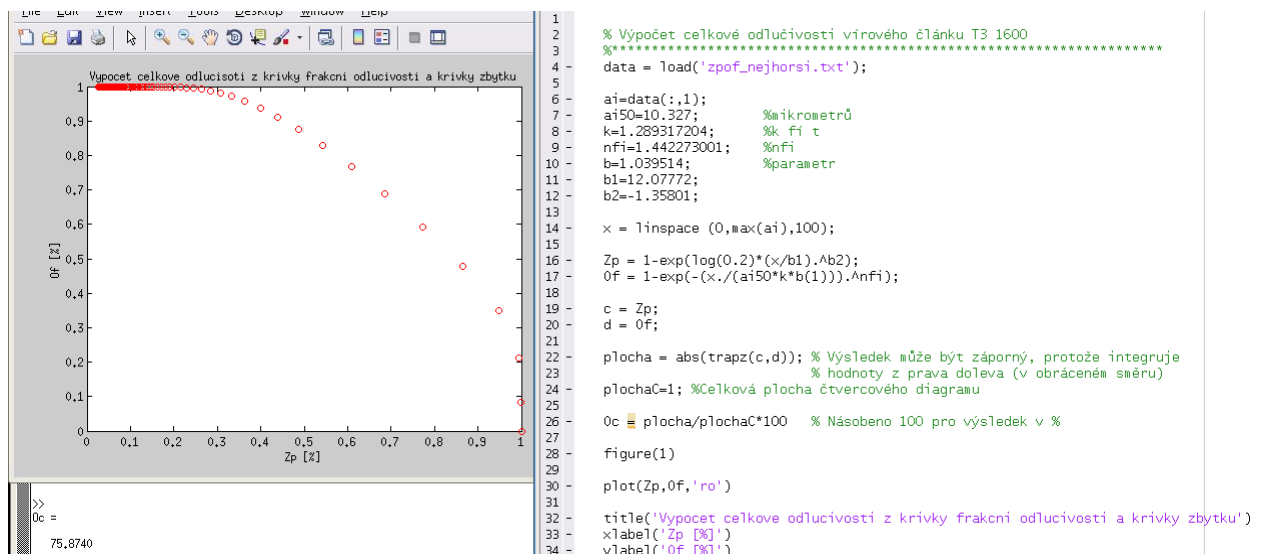 File Edit View Insert Tools Desktop Window Help
Vypocet celkove odlucisoti z krivky frakcni odlucivosti a krivky zbytku
1
0.9
0.8
0.7
0.6
0.5
0.4
0.3
0.2
0.1
0
Of [%]
0 0.1 0.2 0.3 0.4 0.5 0.6 0.7 0.8 0.9 1
Zp [%]
>>
Oc =
75.8740
1
2 % Výpočet celkové odlučivosti vírového článku T3 1600
3 %**********************************************************************
4 - data = load('zpof_nejhorsi.txt');
5
6 - ai=data(:,1);
7 - ai50=10.327; %mikrometrů
8 - k=1.289317204; %k fí t
9 - nfi=1.442273001; %nfi
10 - b=1.039514; %parametr
11 - b1=12.07772;
12 - b2=-1.35801;
13
14 - x = linspace (0,max(ai),100);
15
16 - Zp = 1-exp(log(0.2)*(x/b1).^b2);
17 - Of = 1-exp(-(x./(ai50*k*b(1))).^nfi);
18
19 - c = Zp;
20 - d = Of;
21
22 - plocha = abs(trapz(c,d)); % Výsledek může být záporný, protože integruje
23 % hodnoty z prava doleva (v obráceném směru)
24 - plochaC=1; %Celková plocha čtvercového diagramu
25
26 - Oc = plocha/plochaC*100 % Násobeno 100 pro výsledek v %
27
28 - figure(1)
29
30 - plot(Zp,Of,'ro')
31
32 - title('Vypocet celkove odlucivosti z krivky frakcni odlucivosti a krivky zbytku')
33 - xlabel('Zp [%]')
34 - ylabel('Of [%]')